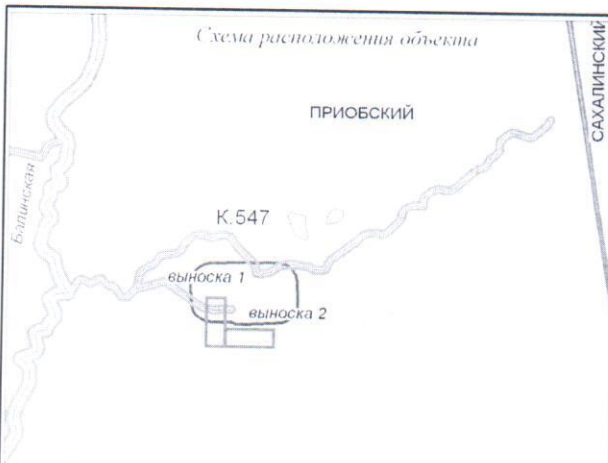 Схема расположения объекта
ПРИОБСКИЙ
САХАЛИНСКИЙ
Балинская
К.547
выноска 1
выноска 2